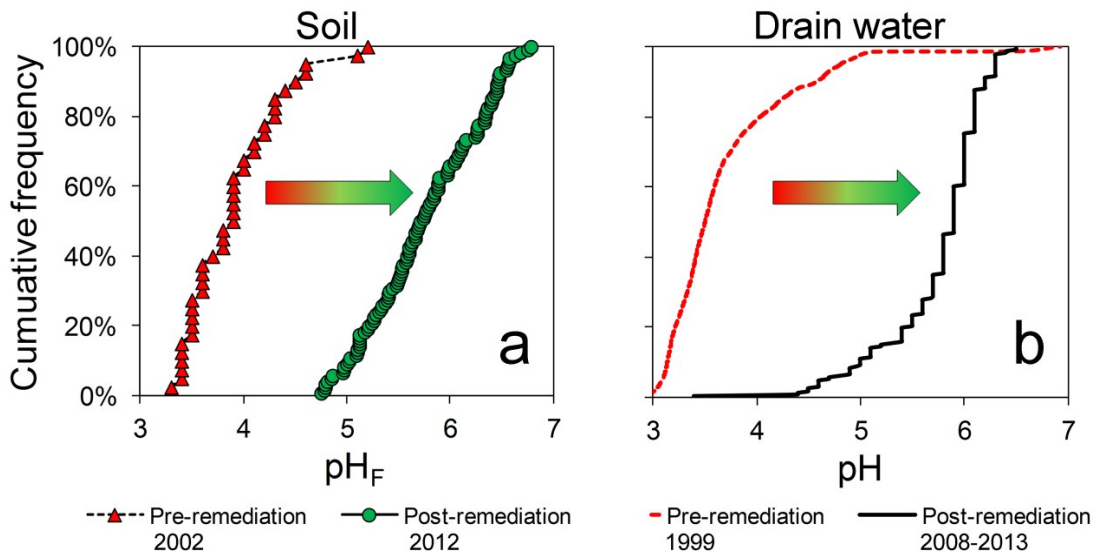 Soil
Drain water
Cumuative frequency
100%
80%
60%
40%
20%
0%
a
b
3 4 5 6 7
3 4 5 6 7
pHF
pH
Pre-remediation
2002
Post-remediation
2012
Pre-remediation
1999
Post-remediation
2008-2013